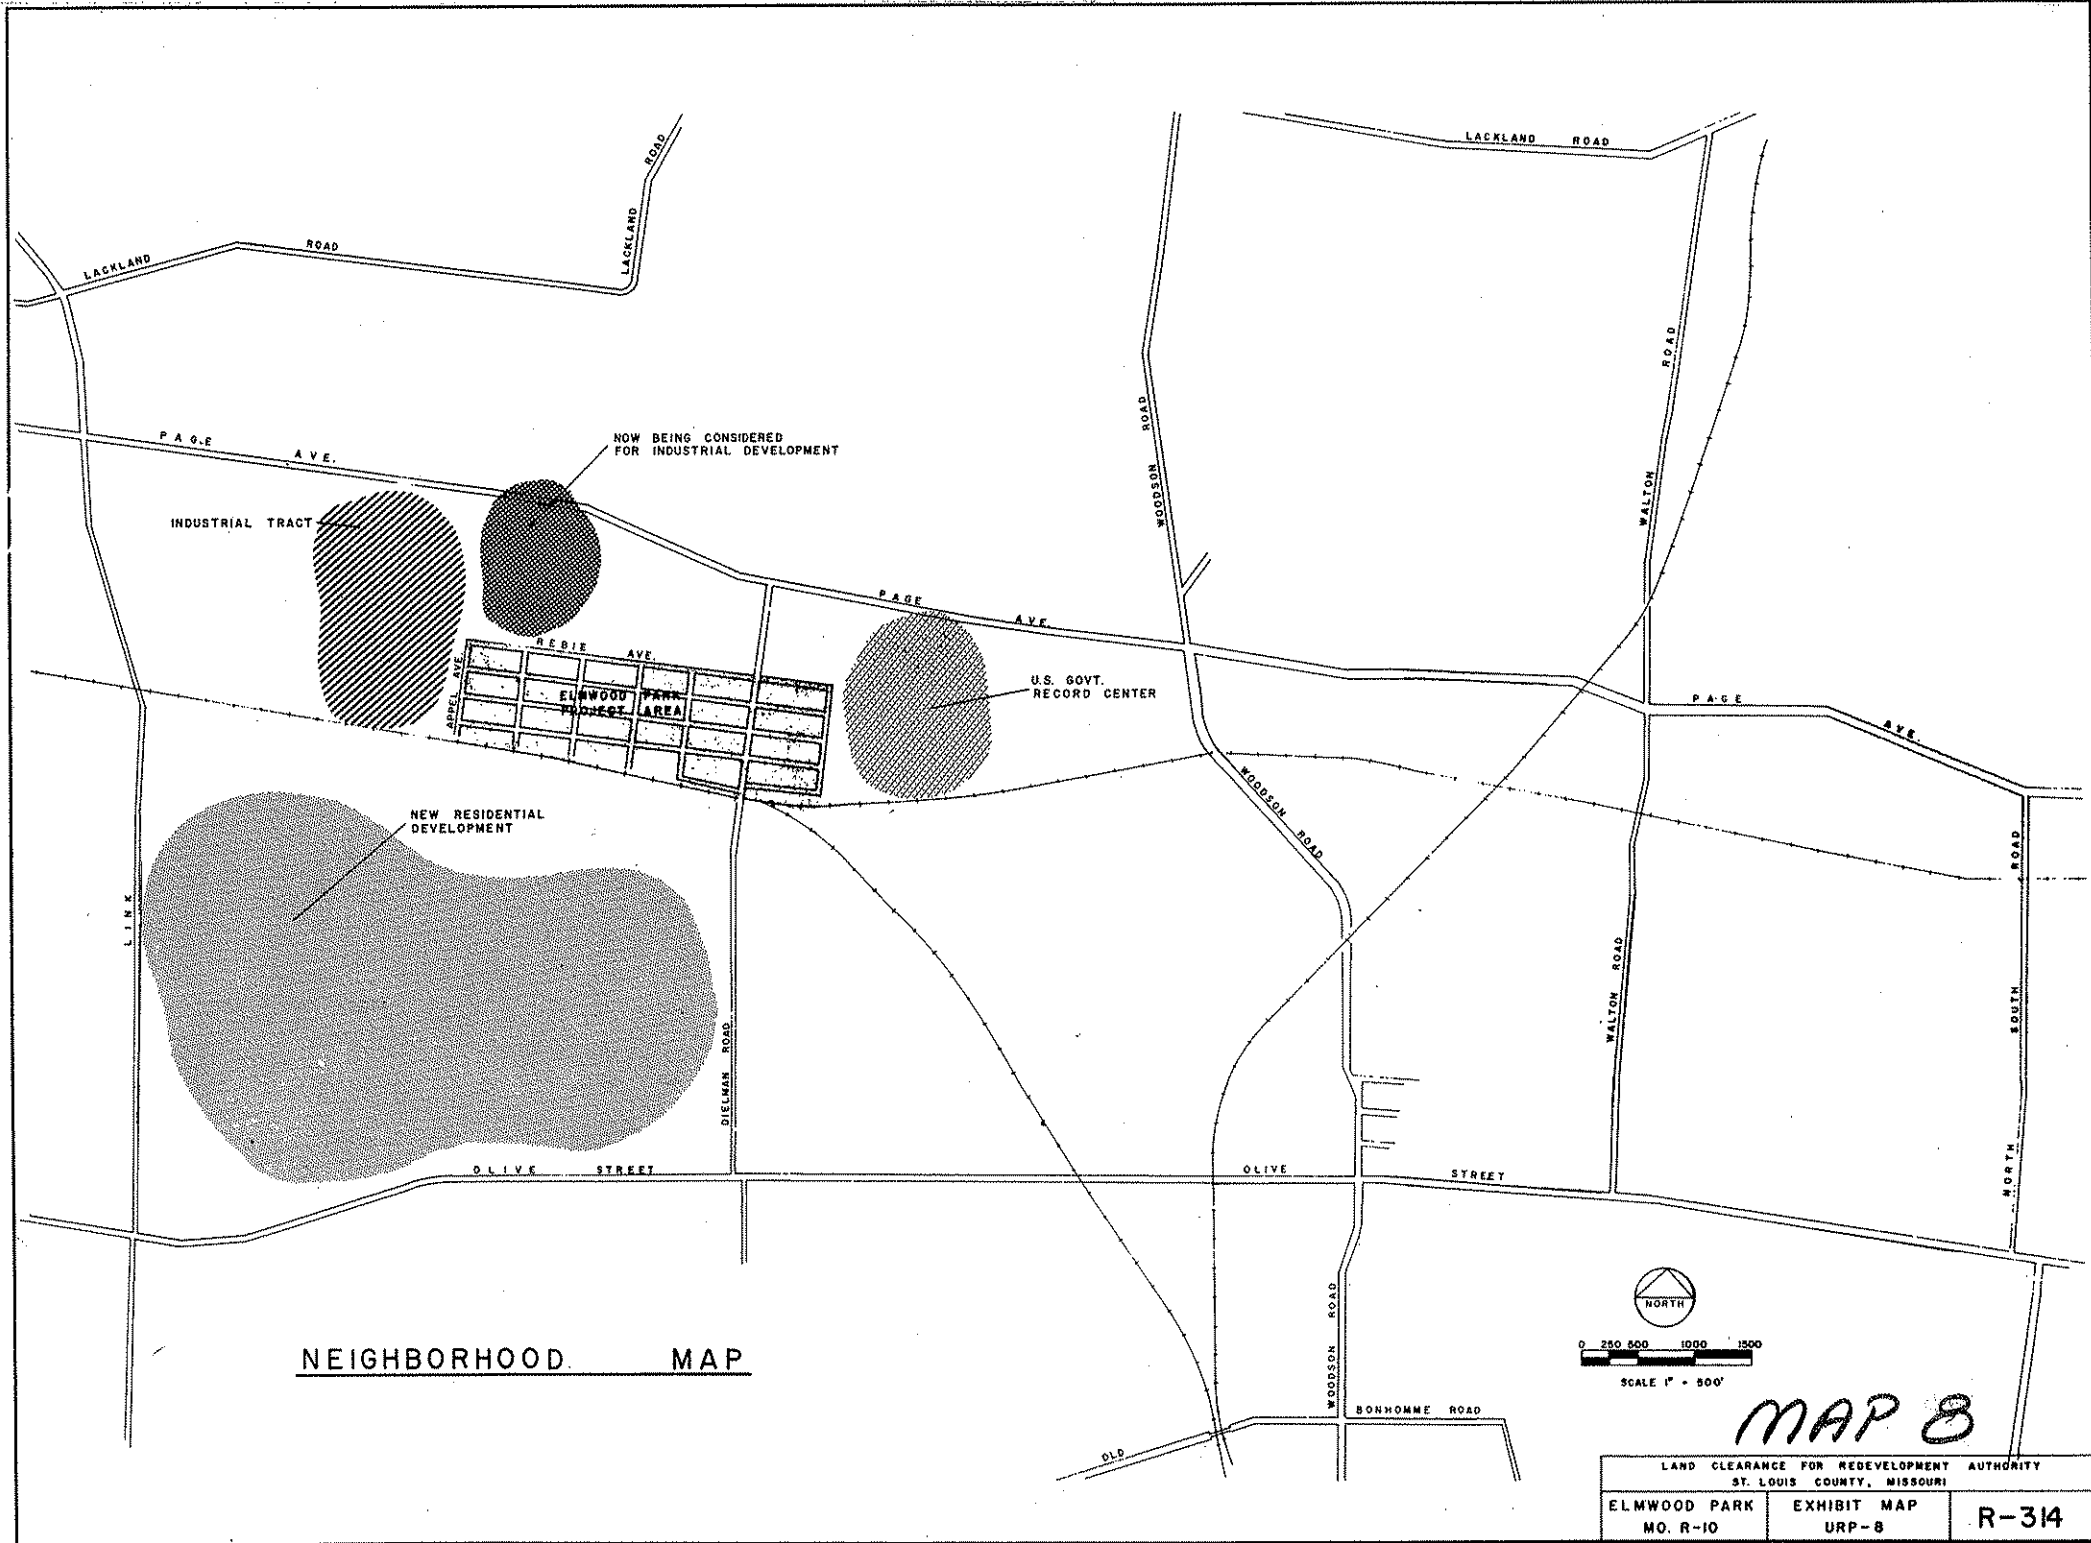 LACKLAND ROAD
ROAD
LACKLAND
LACKLAND ROAD
PAGE AVE.
NOW BEING CONSIDERED
FOR INDUSTRIAL DEVELOPMENT
INDUSTRIAL TRACT
WOODSON ROAD
WALTON ROAD
PAGE AVE.
REBIE AVE.
APPEL AVE.
ELMWOOD PARK
PROJECT AREA
U.S. GOVT.
RECORD CENTER
PAGE AVE.
WOODSON ROAD
NEW RESIDENTIAL
DEVELOPMENT
LINK
DIELMAN ROAD
WALTON ROAD
NORTH SOUTH ROAD
OLIVE STREET
OLIVE STREET
NORTH
0 250 500 1000 1500
SCALE 1" = 500'
NEIGHBORHOOD MAP
WOODSON ROAD
OLD BONHOMME ROAD
MAP 8
LAND CLEARANCE FOR REDEVELOPMENT AUTHORITY
ST. LOUIS COUNTY, MISSOURI
ELMWOOD PARK
MO. R-10
EXHIBIT MAP
URP-8
R-314